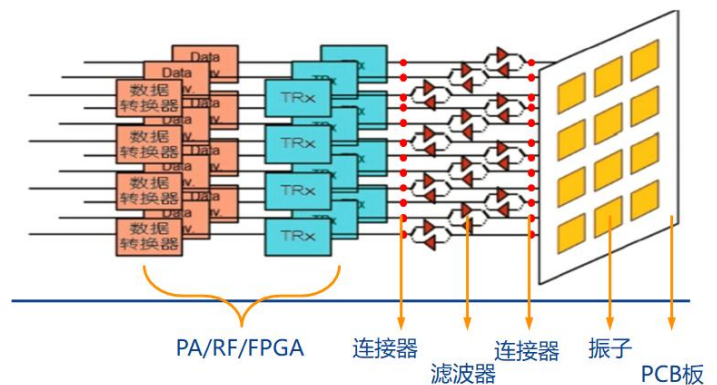 Data
Data
数据
转换器
TRx
Data
数据
转换器
TRx
Data
数据
转换器
TRx
Data
数据
转换器
TRx
PA/RF/FPGA
连接器
滤波器
连接器
振子
PCB板